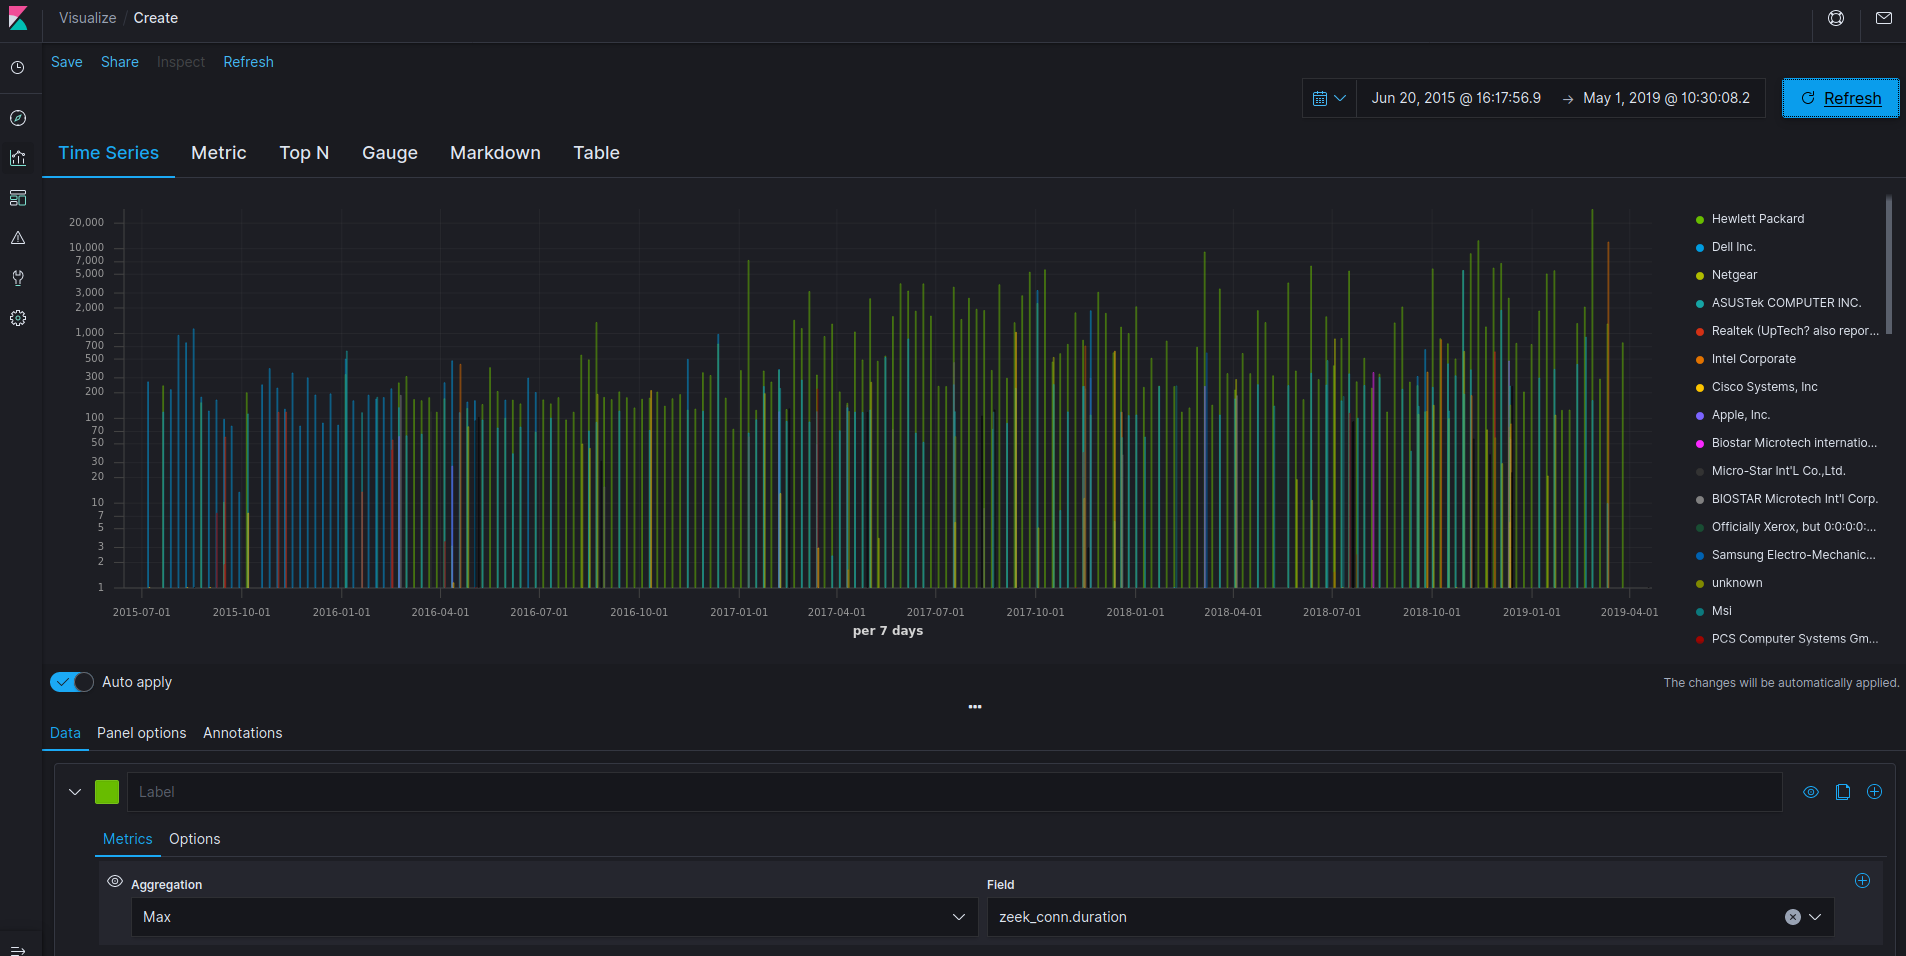 Visualize / Create
Save Share Inspect Refresh
Jun 20, 2015 @ 16:17:56.9 → May 1, 2019 @ 10:30:08.2 Refresh
Time Series Metric Top N Gauge Markdown Table
20,000
10,000
7,000
5,000
3,000
2,000
1,000
700
500
300
200
100
70
50
30
20
10
7
5
3
2
1
2015-07-01 2015-10-01 2016-01-01 2016-04-01 2016-07-01 2016-10-01 2017-01-01 2017-04-01 2017-07-01 2017-10-01 2018-01-01 2018-04-01 2018-07-01 2018-10-01 2019-01-01 2019-04-01
per 7 days
Hewlett Packard
Dell Inc.
Netgear
ASUSTek COMPUTER INC.
Realtek (UpTech? also repor...
Intel Corporate
Cisco Systems, Inc
Apple, Inc.
Biostar Microtech internatio...
Micro-Star Int'L Co.,Ltd.
BIOSTAR Microtech Int'l Corp.
Officially Xerox, but 0:0:0:0:...
Samsung Electro-Mechanic...
unknown
Msi
PCS Computer Systems Gm...
Auto apply
The changes will be automatically applied.
Data Panel options Annotations
Label
Metrics Options
Aggregation Field
Max zeek_conn.duration